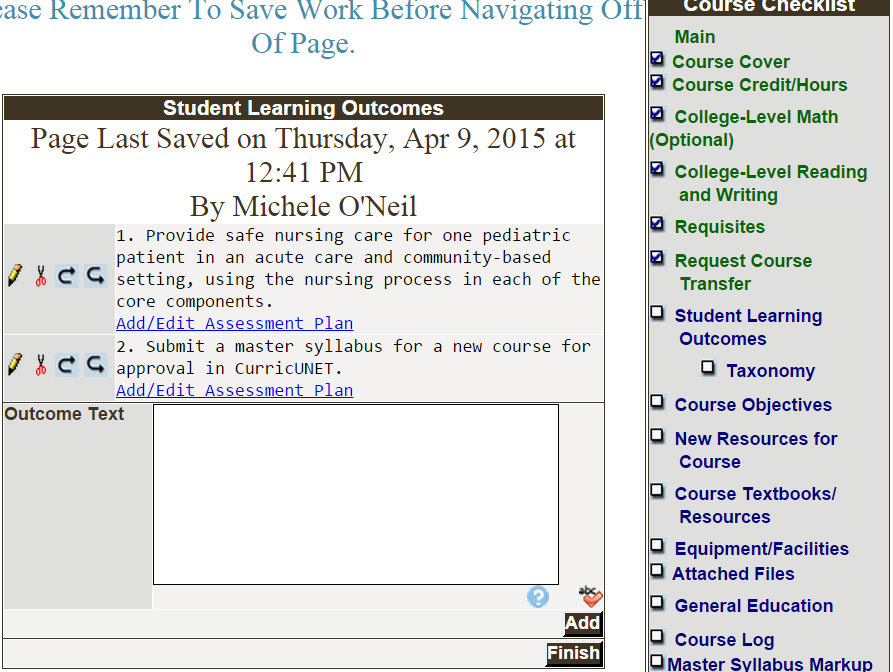 ease Remember To Save Work Before Navigating Off
Of Page.
Student Learning Outcomes
Page Last Saved on Thursday, Apr 9, 2015 at
12:41 PM
By Michele O'Neil
1. Provide safe nursing care for one pediatric
patient in an acute care and community-based
setting, using the nursing process in each of the
core components.
Add/Edit Assessment Plan
2. Submit a master syllabus for a new course for
approval in CurricUNET.
Add/Edit Assessment Plan
Outcome Text
?
abc
Add
Finish
Course Checklist
Main
Course Cover
Course Credit/Hours
College-Level Math
(Optional)
College-Level Reading
and Writing
Requisites
Request Course
Transfer
Student Learning
Outcomes
Taxonomy
Course Objectives
New Resources for
Course
Course Textbooks/
Resources
Equipment/Facilities
Attached Files
General Education
Course Log
Master Syllabus Markup